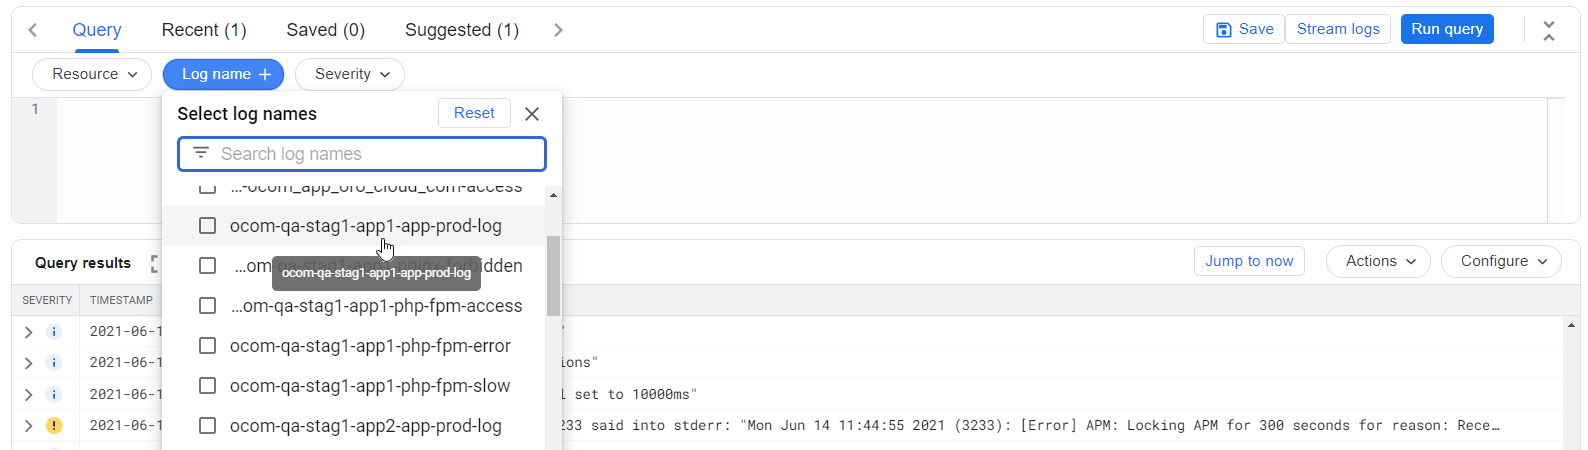 Query Recent (1) Saved (0) Suggested (1) Save Stream logs Run query
Resource Log name Severity
1
Select log names Reset
Search log names
...-ocom_app_oro_cloud_com-access
ocom-qa-stag1-app1-app-prod-log
...om-qa-stag1-app1-nginx-forbidden
ocom-qa-stag1-app1-app-prod-log
...om-qa-stag1-app1-php-fpm-access
ocom-qa-stag1-app1-php-fpm-error
ocom-qa-stag1-app1-php-fpm-slow
ocom-qa-stag1-app2-app-prod-log
Query results Jump to now Actions Configure
SEVERITY TIMESTAMP
2021-06-1 "
2021-06-1 ions"
2021-06-1 l set to 10000ms"
2021-06-1 233 said into stderr: "Mon Jun 14 11:44:55 2021 (3233): [Error] APM: Locking APM for 300 seconds for reason: Rece…